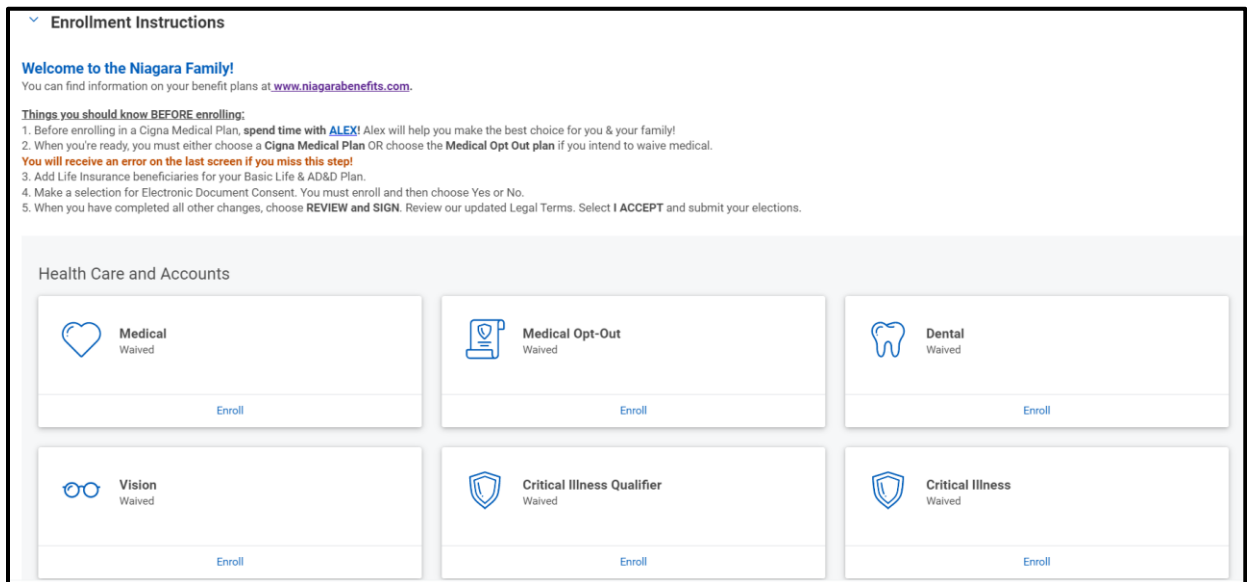 Enrollment Instructions
Welcome to the Niagara Family!
You can find information on your benefit plans at www.niagarabenefits.com.
Things you should know BEFORE enrolling:
1. Before enrolling in a Cigna Medical Plan, spend time with ALEX! Alex will help you make the best choice for you & your family!
2. When you're ready, you must either choose a Cigna Medical Plan OR choose the Medical Opt Out plan if you intend to waive medical.
You will receive an error on the last screen if you miss this step!
3. Add Life Insurance beneficiaries for your Basic Life & AD&D Plan.
4. Make a selection for Electronic Document Consent. You must enroll and then choose Yes or No.
5. When you have completed all other changes, choose REVIEW and SIGN. Review our updated Legal Terms. Select I ACCEPT and submit your elections.
Health Care and Accounts
Medical
Waived
Enroll
Medical Opt-Out
Waived
Enroll
Dental
Waived
Enroll
Vision
Waived
Enroll
Critical Illness Qualifier
Waived
Enroll
Critical Illness
Waived
Enroll